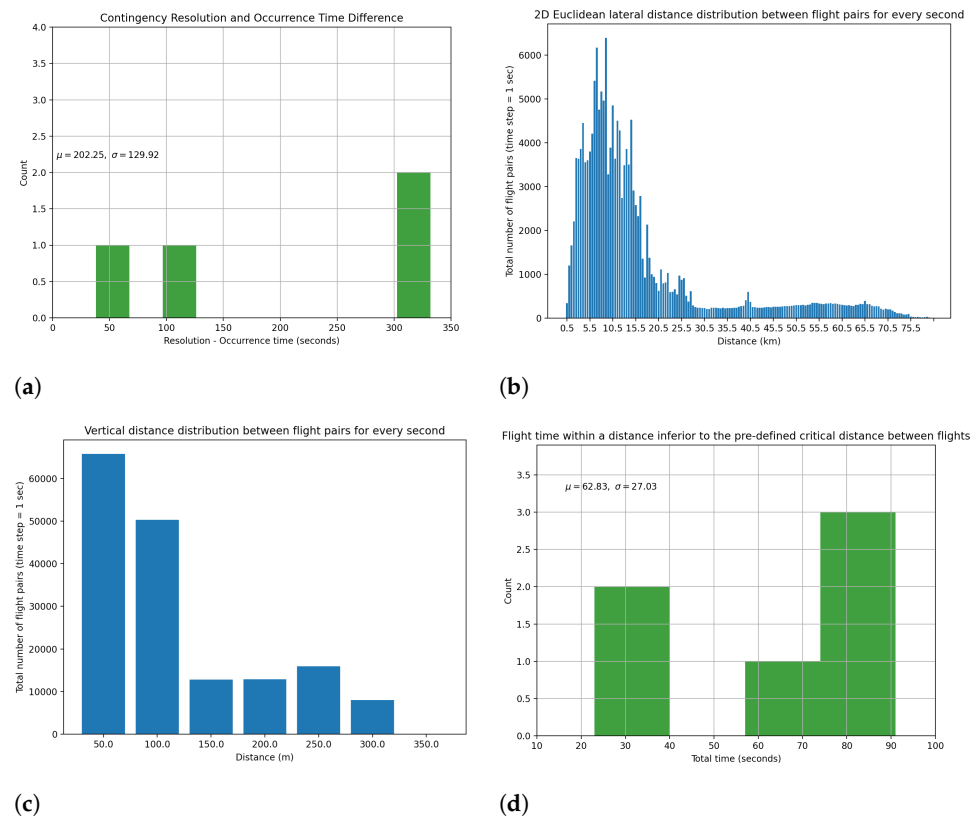 Contingency Resolution and Occurrence Time Difference
4.0
3.5
3.0
2.5
2.0
1.5
1.0
0.5
0.0
Count
μ = 202.25, σ = 129.92
0 50 100 150 200 250 300 350
Resolution - Occurrence time (seconds)
(a)
2D Euclidean lateral distance distribution between flight pairs for every second
6000
5000
4000
3000
2000
1000
0
Total number of flight pairs (time step = 1 sec)
0.5 5.5 10.5 15.5 20.5 25.5 30.5 35.5 40.5 45.5 50.5 55.5 60.5 65.5 70.5 75.5
Distance (km)
(b)
Vertical distance distribution between flight pairs for every second
60000
50000
40000
30000
20000
10000
0
Total number of flight pairs (time step = 1 sec)
50.0 100.0 150.0 200.0 250.0 300.0 350.0
Distance (m)
(c)
Flight time within a distance inferior to the pre-defined critical distance between flights
3.5
3.0
2.5
2.0
1.5
1.0
0.5
0.0
Count
μ = 62.83, σ = 27.03
10 20 30 40 50 60 70 80 90 100
Total time (seconds)
(d)